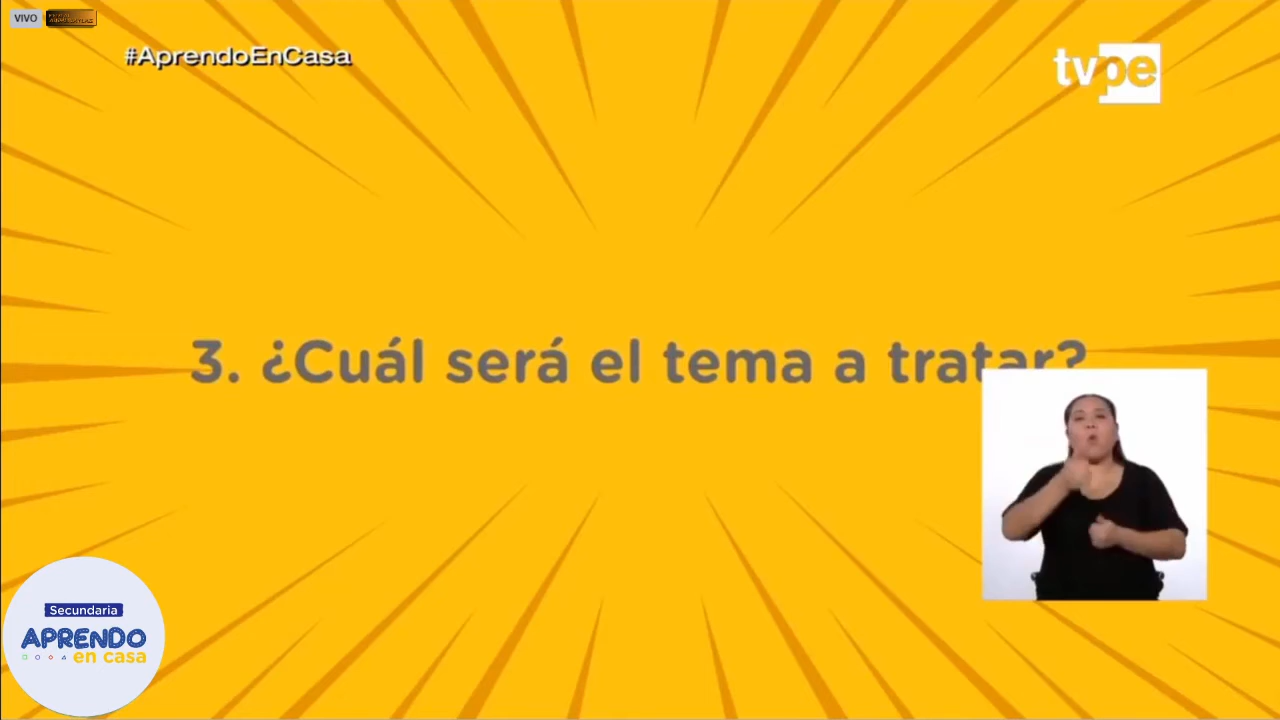 VIVO
#AprendoEnCasa
tvpe
3. ¿Cuál será el tema a tratar?
Secundaria
APRENDO
en casa